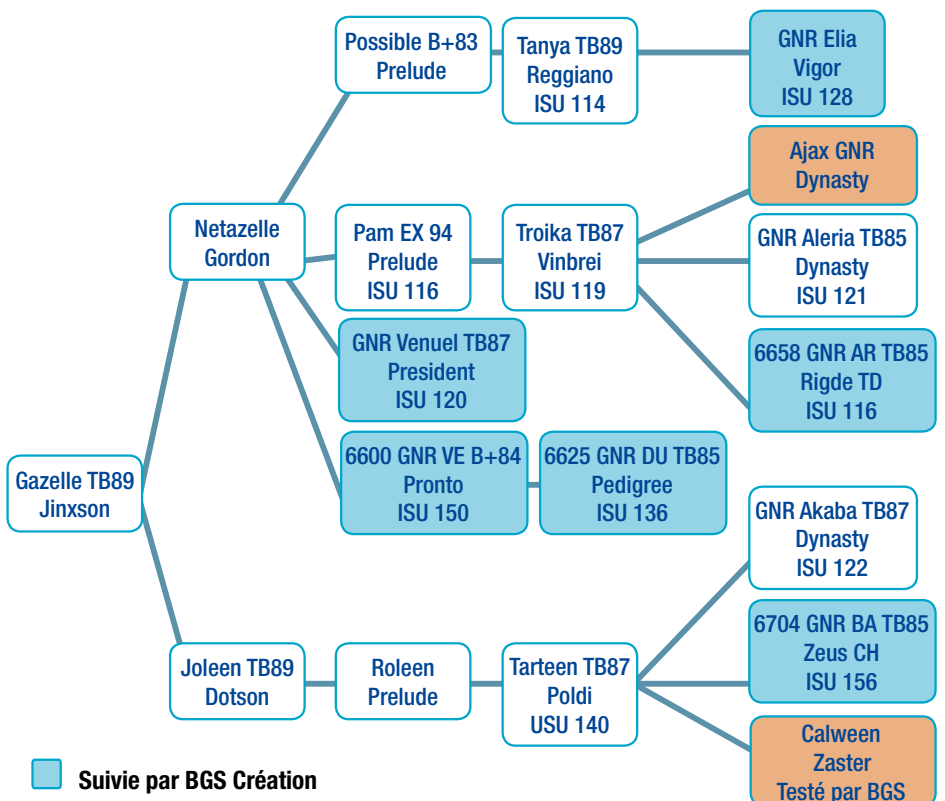 Possible B+83
Prelude
Tanya TB89
Reggiano
ISU 114
GNR Elia
Vigor
ISU 128
Ajax GNR
Dynasty
Netazelle
Gordon
Pam EX 94
Prelude
ISU 116
Troika TB87
Vinbrei
ISU 119
GNR Aleria TB85
Dynasty
ISU 121
GNR Venuel TB87
President
ISU 120
6658 GNR AR TB85
Rigde TD
ISU 116
Gazelle TB89
Jinxson
6600 GNR VE B+84
Pronto
ISU 150
6625 GNR DU TB85
Pedigree
ISU 136
GNR Akaba TB87
Dynasty
ISU 122
Joleen TB89
Dotson
Roleen
Prelude
Tarteen TB87
Poldi
USU 140
6704 GNR BA TB85
Zeus CH
ISU 156
Calween
Zaster
Testé par BGS
Suivie par BGS Création